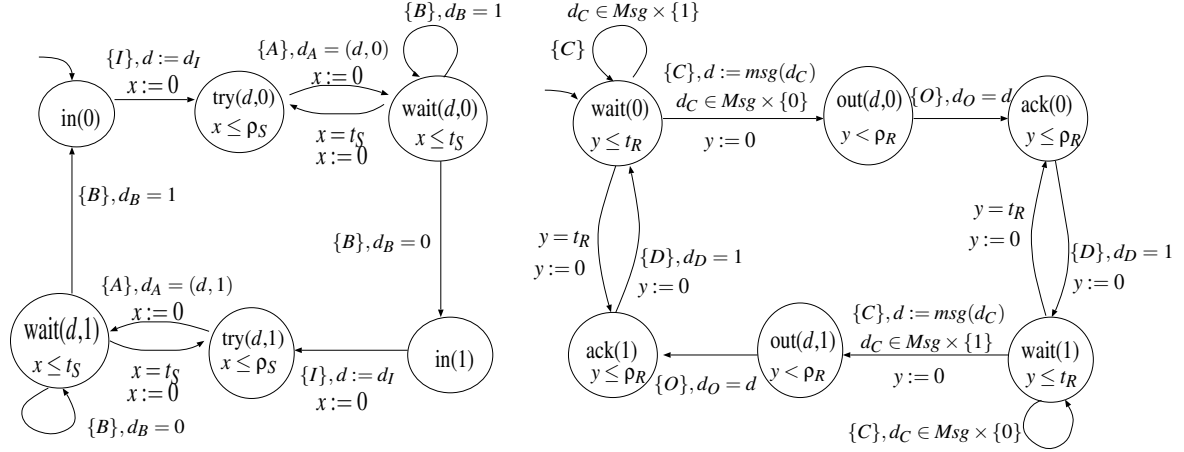 {I}, d := d_I
x := 0
in(0)
try(d,0)
x ≤ ρ_S
{A}, d_A = (d,0)
x := 0
x = t_S
x := 0
{B}, d_B = 1
wait(d,0)
x ≤ t_S
{B}, d_B = 1
{B}, d_B = 0
wait(d,1)
x ≤ t_S
{A}, d_A = (d,1)
x := 0
x = t_S
x := 0
try(d,1)
x ≤ ρ_S
{I}, d := d_I
x := 0
in(1)
{B}, d_B = 0
d_C ∈ Msg × {1}
{C}
wait(0)
y ≤ t_R
{C}, d := msg(d_C)
d_C ∈ Msg × {0}
y := 0
out(d,0)
y < ρ_R
{O}, d_O = d
ack(0)
y ≤ ρ_R
y = t_R
y := 0
{D}, d_D = 1
y := 0
y = t_R
y := 0
{D}, d_D = 1
y := 0
ack(1)
y ≤ ρ_R
{O}, d_O = d
out(d,1)
y < ρ_R
{C}, d := msg(d_C)
d_C ∈ Msg × {1}
y := 0
wait(1)
y ≤ t_R
{C}, d_C ∈ Msg × {0}